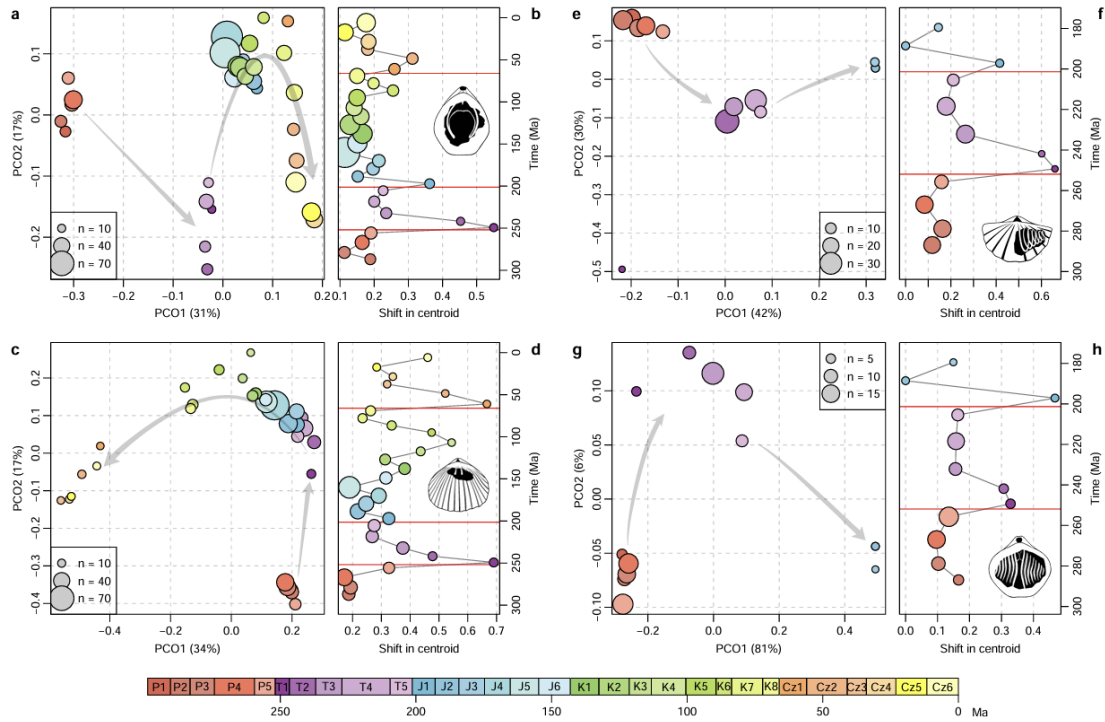 a
PCO2 (17%)
0.1
0.0
−0.1
−0.2
n = 10
n = 40
n = 70
−0.3
−0.2
−0.1
0.0
0.1
0.2
PCO1 (31%)
b
0
50
100
150
200
250
300
Time (Ma)
0.1
0.2
0.3
0.4
0.5
Shift in centroid
e
PCO2 (30%)
0.1
0.0
−0.1
−0.2
−0.3
−0.4
−0.5
n = 10
n = 20
n = 30
−0.2
−0.1
0.0
0.1
0.2
0.3
PCO1 (42%)
f
180
200
220
240
260
280
300
Time (Ma)
0.0
0.2
0.4
0.6
Shift in centroid
c
PCO2 (17%)
0.2
0.1
0.0
−0.1
0.2
−0.3
−0.4
n = 10
n = 40
n = 70
−0.4
−0.2
0.0
0.2
PCO1 (34%)
d
0
50
100
150
200
250
300
Time (Ma)
0.2
0.3
0.4
0.5
0.6
0.7
Shift in centroid
g
PCO2 (6%)
0.10
0.05
0.00
−0.05
−0.10
n = 5
n = 10
n = 15
−0.2
0.0
0.2
0.4
PCO1 (81%)
h
180
200
220
240
260
280
300
Time (Ma)
0.0
0.1
0.2
0.3
0.4
Shift in centroid
P1 P2 P3 P4 P5 T1 T2 T3 T4 T5 J1 J2 J3 J4 J5 J6 K1 K2 K3 K4 K5 K6 K7 K8 Cz1 Cz2 Cz3 Cz4 Cz5 Cz6
250 200 150 100 50 0 Ma